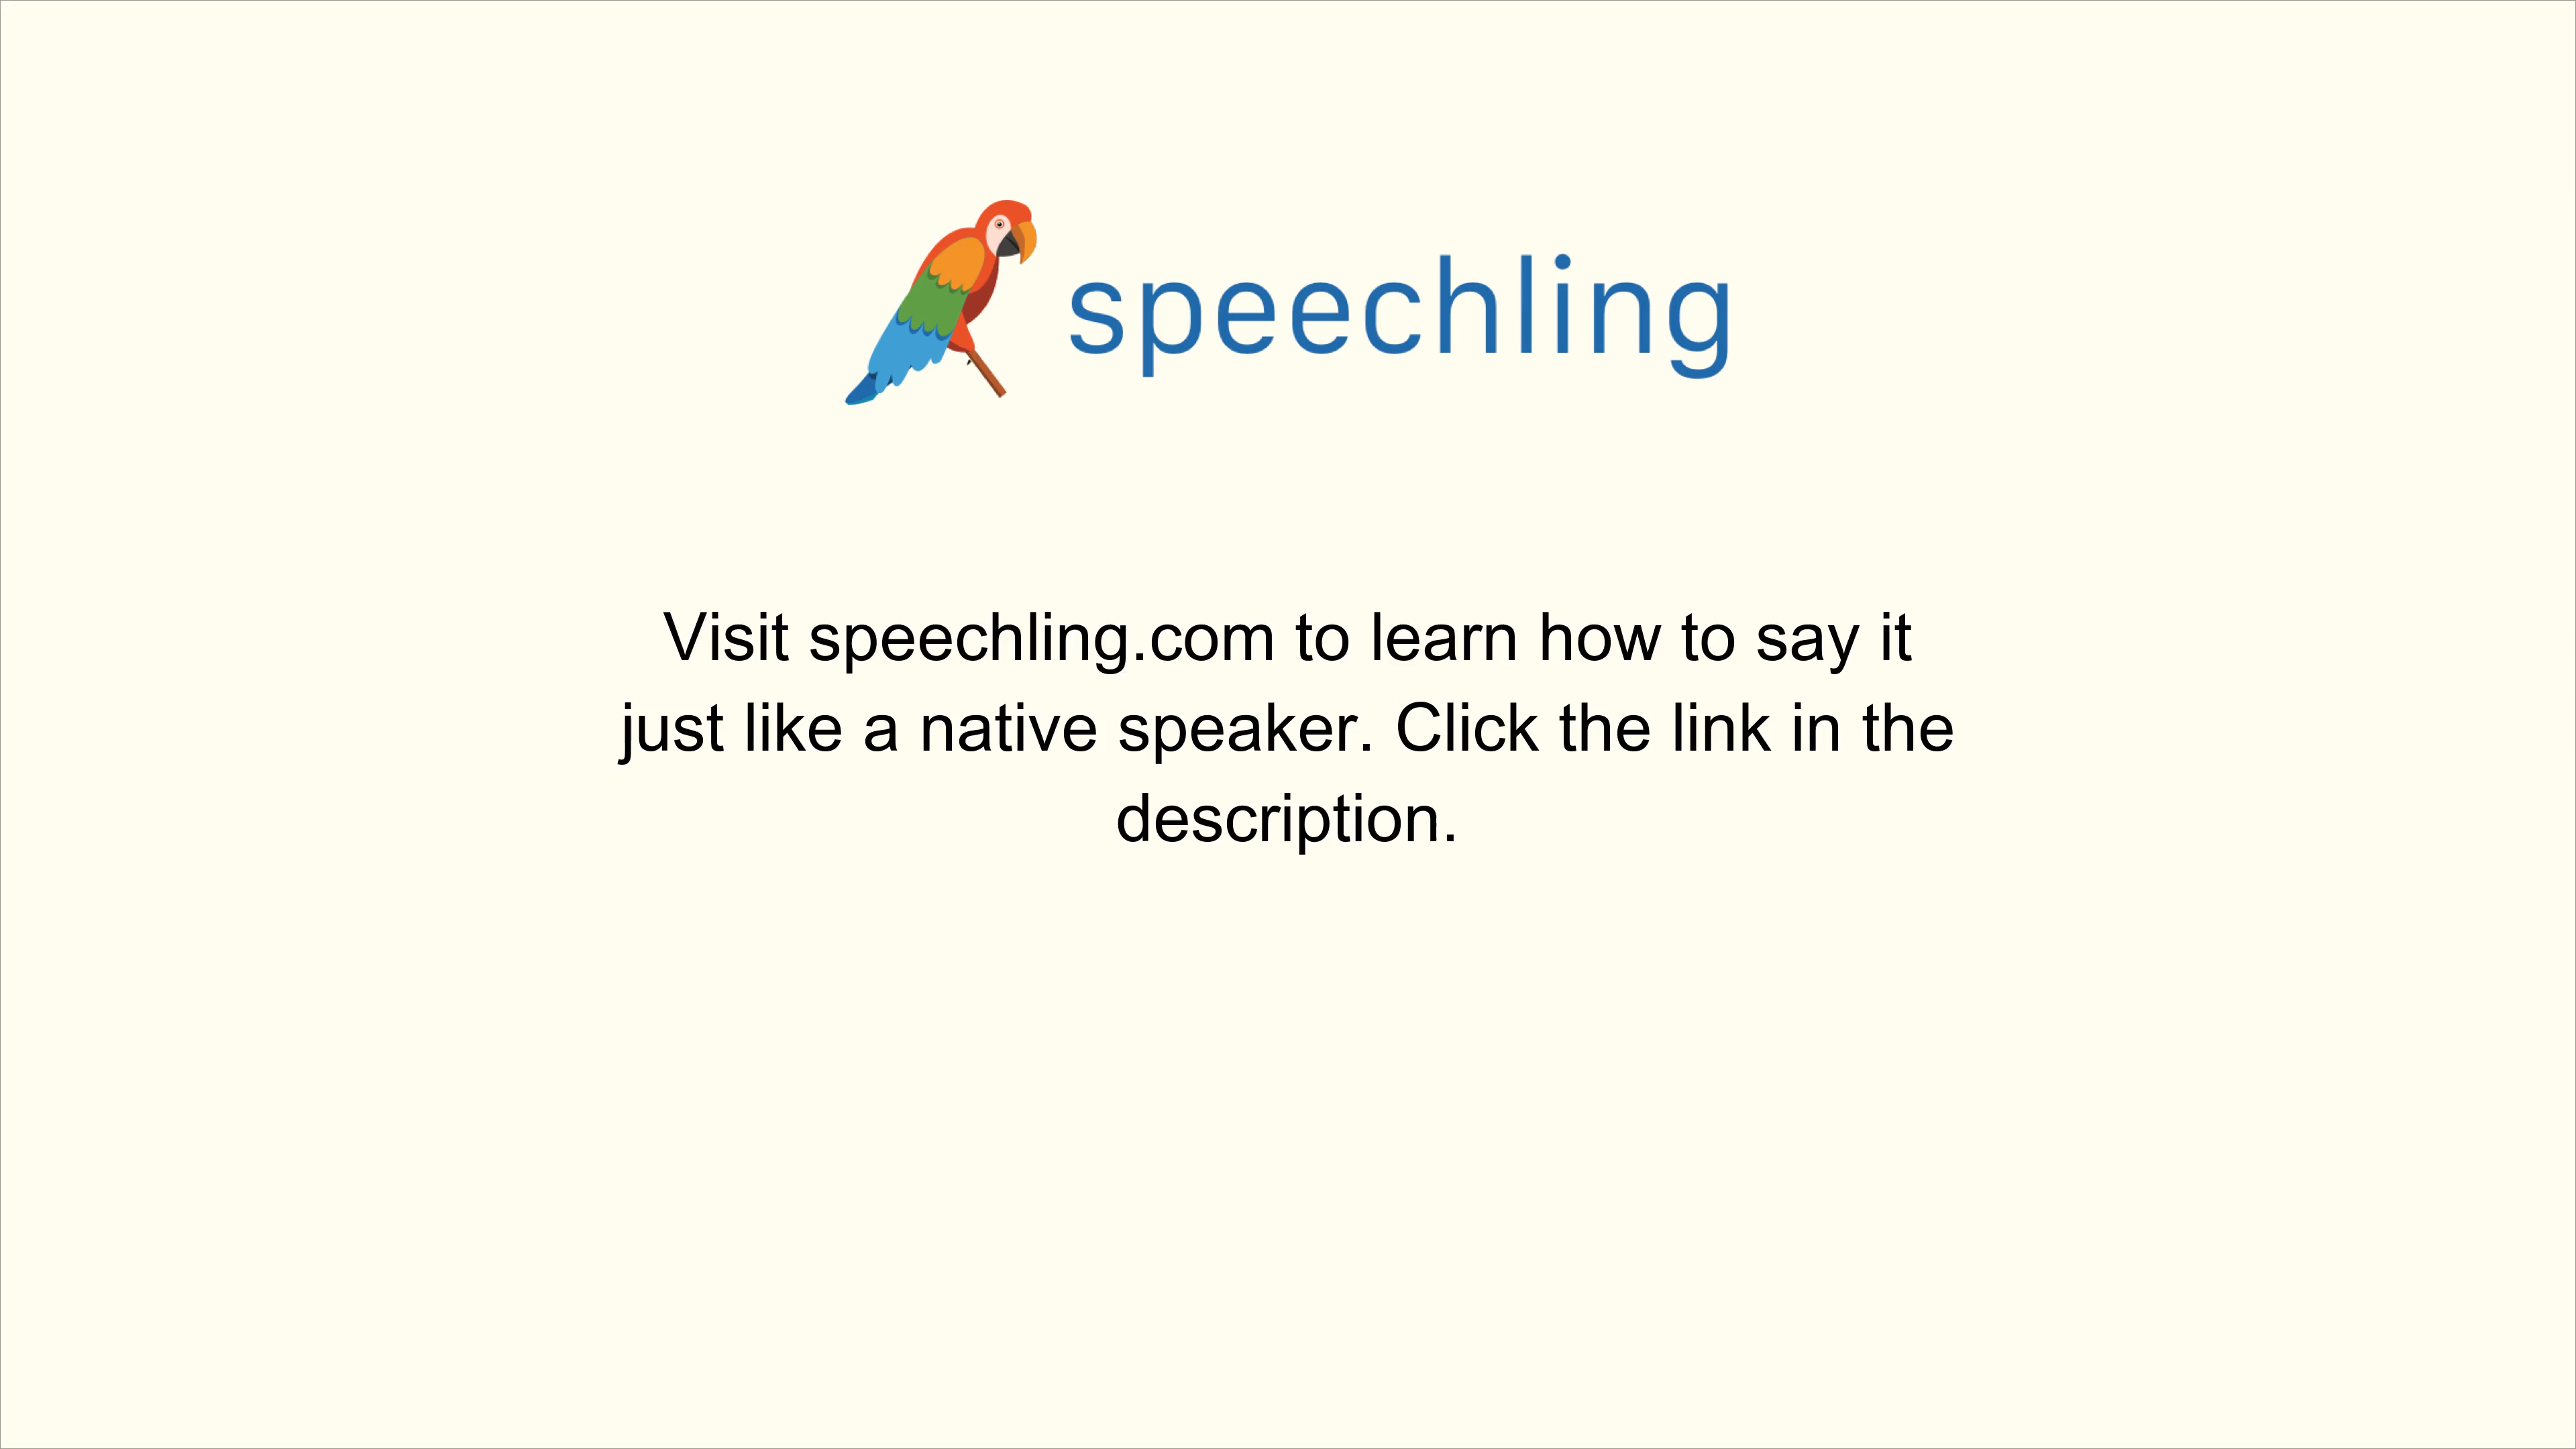 speechling
Visit speechling.com to learn how to say it
just like a native speaker. Click the link in the
description.